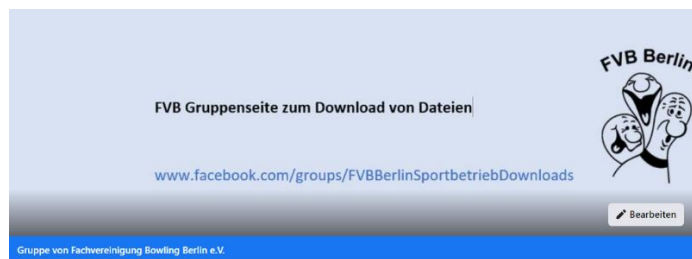 FVB Berlin
FVB Gruppenseite zum Download von Dateien
www.facebook.com/groups/FVBBerlinSportbetriebDownloads
Bearbeiten
Gruppe von Fachvereinigung Bowling Berlin e.V.